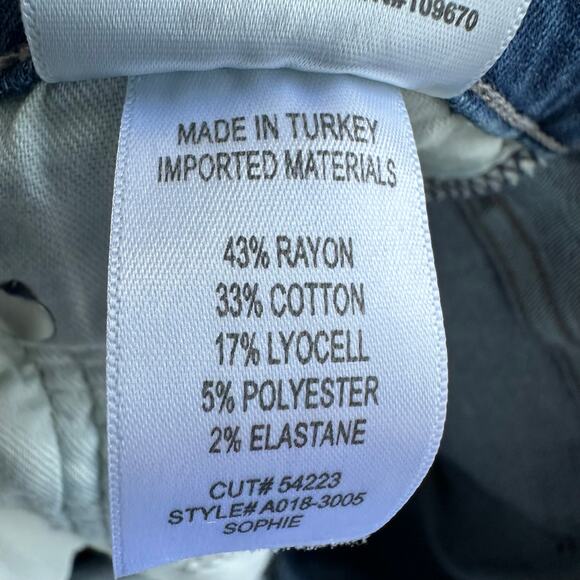 #109670
MADE IN TURKEY
IMPORTED MATERIALS
43% RAYON
33% COTTON
17% LYOCELL
5% POLYESTER
2% ELASTANE
CUT# 54223
STYLE# A018-3005
SOPHIE